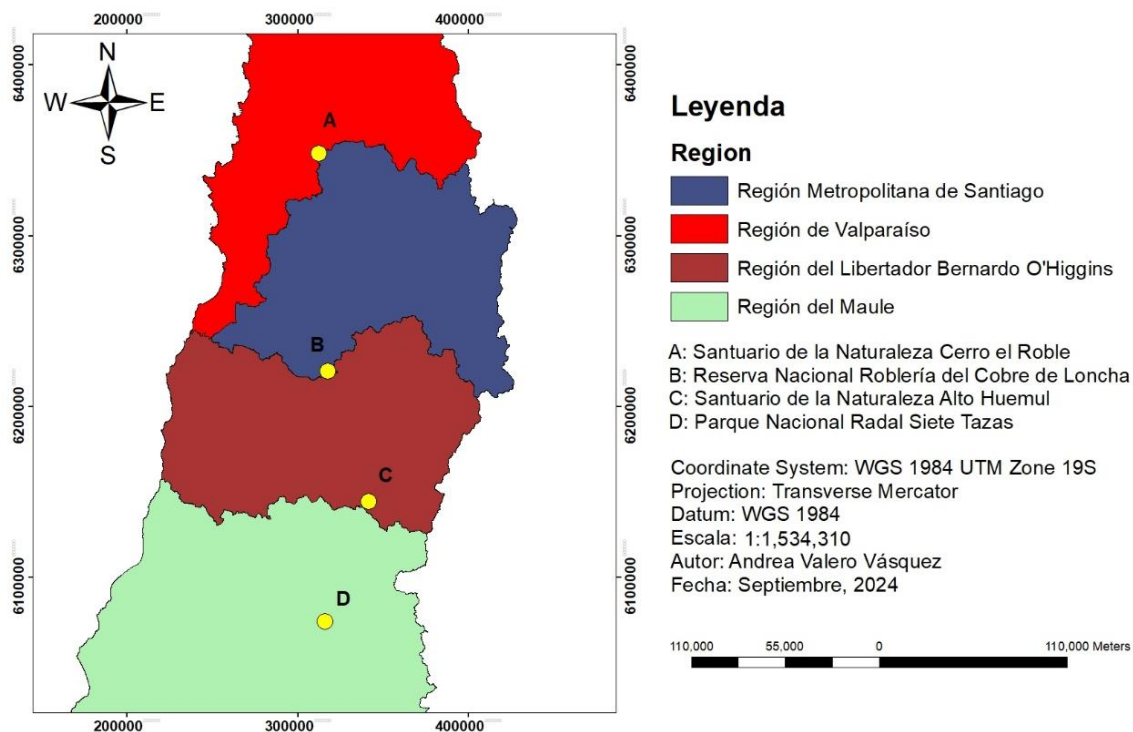 200000 300000 400000
6400000 6400000
N
W E
S
A
6300000 6300000
B
6200000 6200000
C
6100000 6100000
D
200000 300000 400000
Leyenda
Region
Región Metropolitana de Santiago
Región de Valparaíso
Región del Libertador Bernardo O'Higgins
Región del Maule
A: Santuario de la Naturaleza Cerro el Roble
B: Reserva Nacional Roblería del Cobre de Loncha
C: Santuario de la Naturaleza Alto Huemul
D: Parque Nacional Radal Siete Tazas
Coordinate System: WGS 1984 UTM Zone 19S
Projection: Transverse Mercator
Datum: WGS 1984
Escala: 1:1,534,310
Autor: Andrea Valero Vásquez
Fecha: Septiembre, 2024
110,000 55,000 0 110,000 Meters